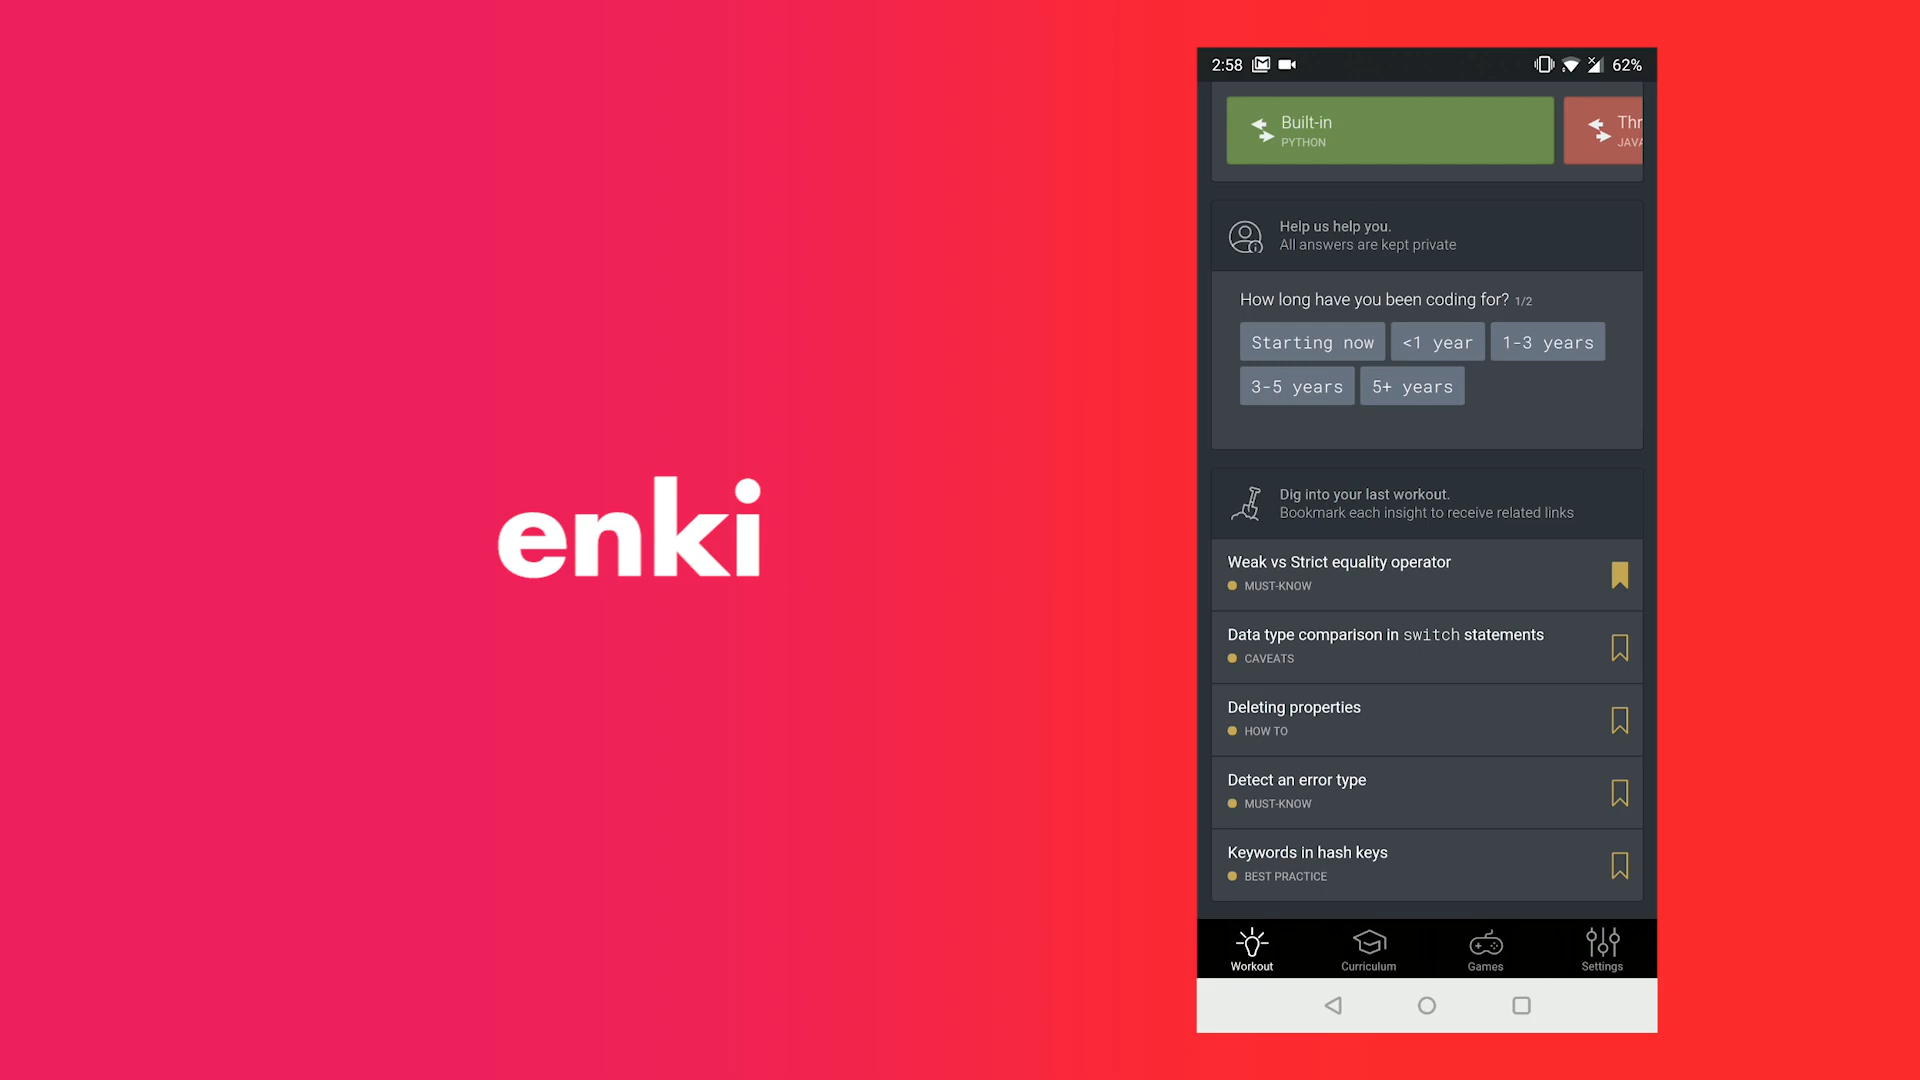 enki
2:58
62%
Built-in
PYTHON
Thr
JAVA
Help us help you.
All answers are kept private
How long have you been coding for? 1/2
Starting now
<1 year
1-3 years
3-5 years
5+ years
Dig into your last workout.
Bookmark each insight to receive related links
Weak vs Strict equality operator
MUST-KNOW
Data type comparison in switch statements
CAVEATS
Deleting properties
HOW TO
Detect an error type
MUST-KNOW
Keywords in hash keys
BEST PRACTICE
Workout
Curriculum
Games
Settings